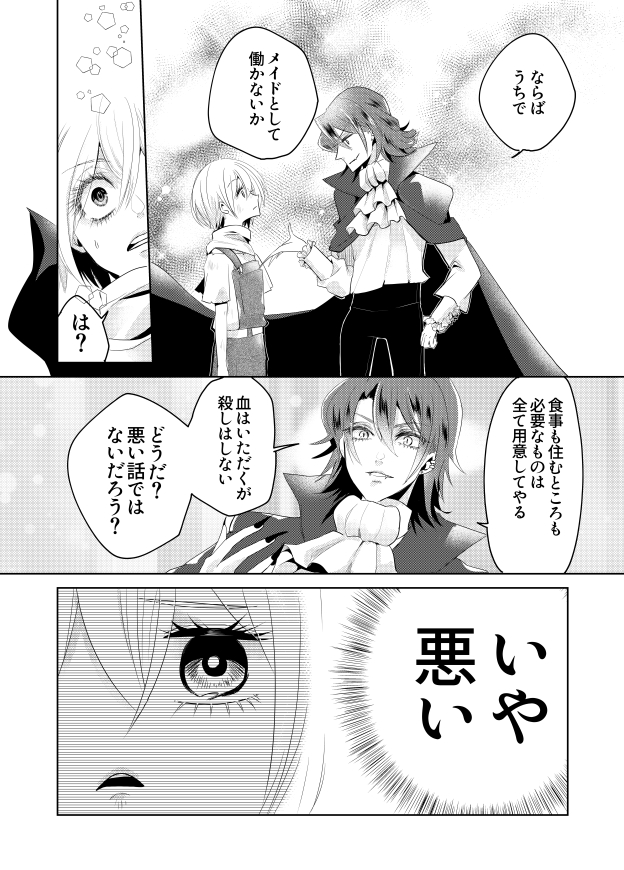 ならば
うちで
メイドとして
働かないか
は?
食事も住むところも
必要なものは
全て用意してやる
血はいただくが
殺しはしない
どうだ?
悪い話では
ないだろう?
いや
悪い